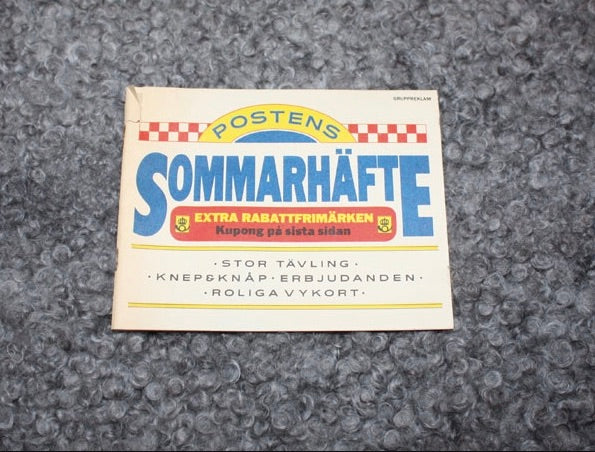 GRUPPREKLAM
POSTENS
SOMMARHÄFTE
EXTRA RABATTFRIMÄRKEN
Kupong på sista sidan
· STOR TÄVLING ·
· KNEP & KNÅP · ERBJUDANDEN ·
· ROLIGA VYKORT ·